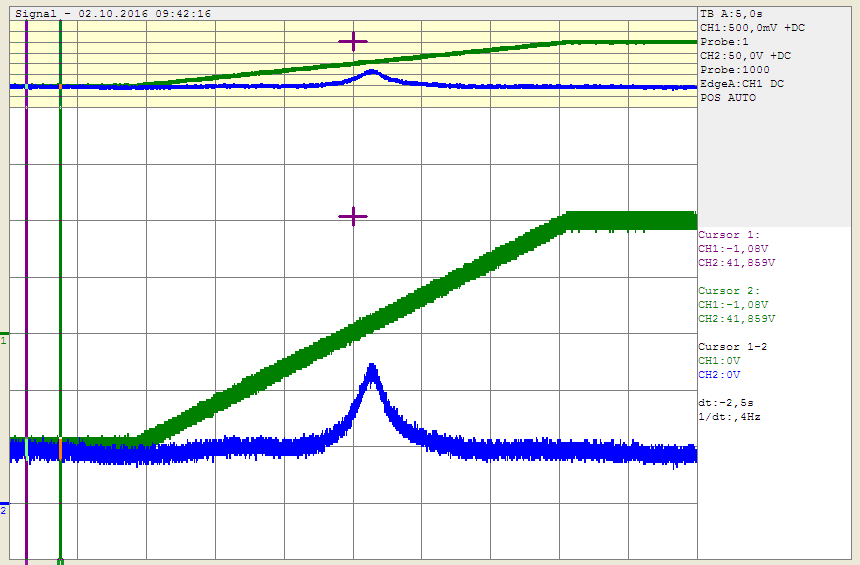 Signal - 02.10.2016 09:42:16
TB A:5,0s
CH1:500,0mV +DC
Probe:1
CH2:50,0V +DC
Probe:1000
EdgeA:CH1 DC
POS AUTO
Cursor 1:
CH1:-1,08V
CH2:41,859V
Cursor 2:
CH1:-1,08V
CH2:41,859V
Cursor 1-2
CH1:0V
CH2:0V
dt:-2,5s
1/dt:,4Hz
1
2